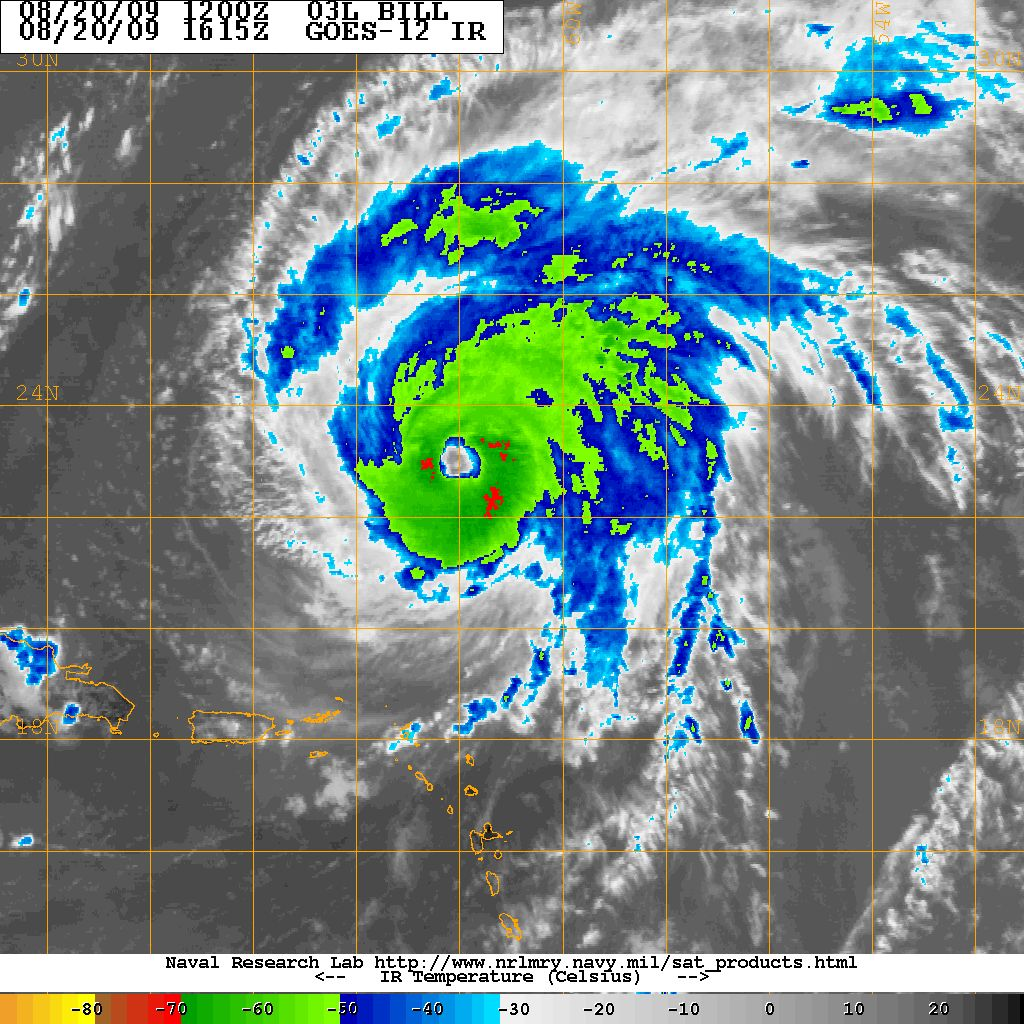 08/20/09 1200Z 03L BILL
08/20/09 1615Z GOES-12 IR
60W 54W
30N 30N
24N 24N
18N 18N
Naval Research Lab http://www.nrlmry.navy.mil/sat_products.html
<-- IR Temperature (Celsius) -->
-80 -70 -60 -50 -40 -30 -20 -10 0 10 20